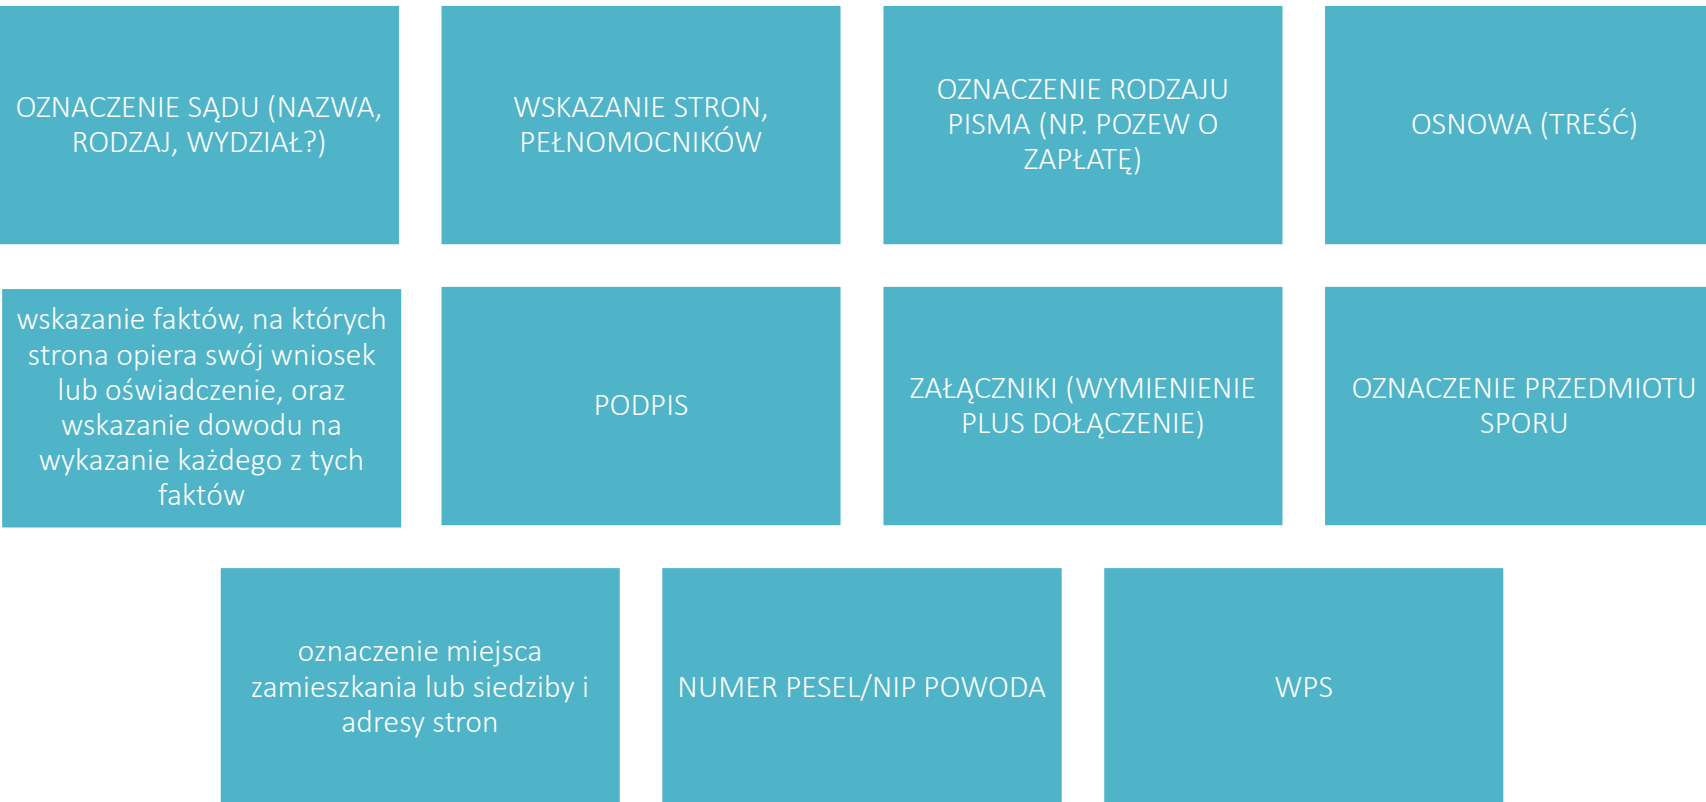 OZNACZENIE SĄDU (NAZWA,
RODZAJ, WYDZIAŁ?)
WSKAZANIE STRON,
PEŁNOMOCNIKÓW
OZNACZENIE RODZAJU
PISMA (NP. POZEW O
ZAPŁATĘ)
OSNOWA (TREŚĆ)
wskazanie faktów, na których
strona opiera swój wniosek
lub oświadczenie, oraz
wskazanie dowodu na
wykazanie każdego z tych
faktów
PODPIS
ZAŁĄCZNIKI (WYMIENIENIE
PLUS DOŁĄCZENIE)
OZNACZENIE PRZEDMIOTU
SPORU
oznaczenie miejsca
zamieszkania lub siedziby i
adresy stron
NUMER PESEL/NIP POWODA
WPS